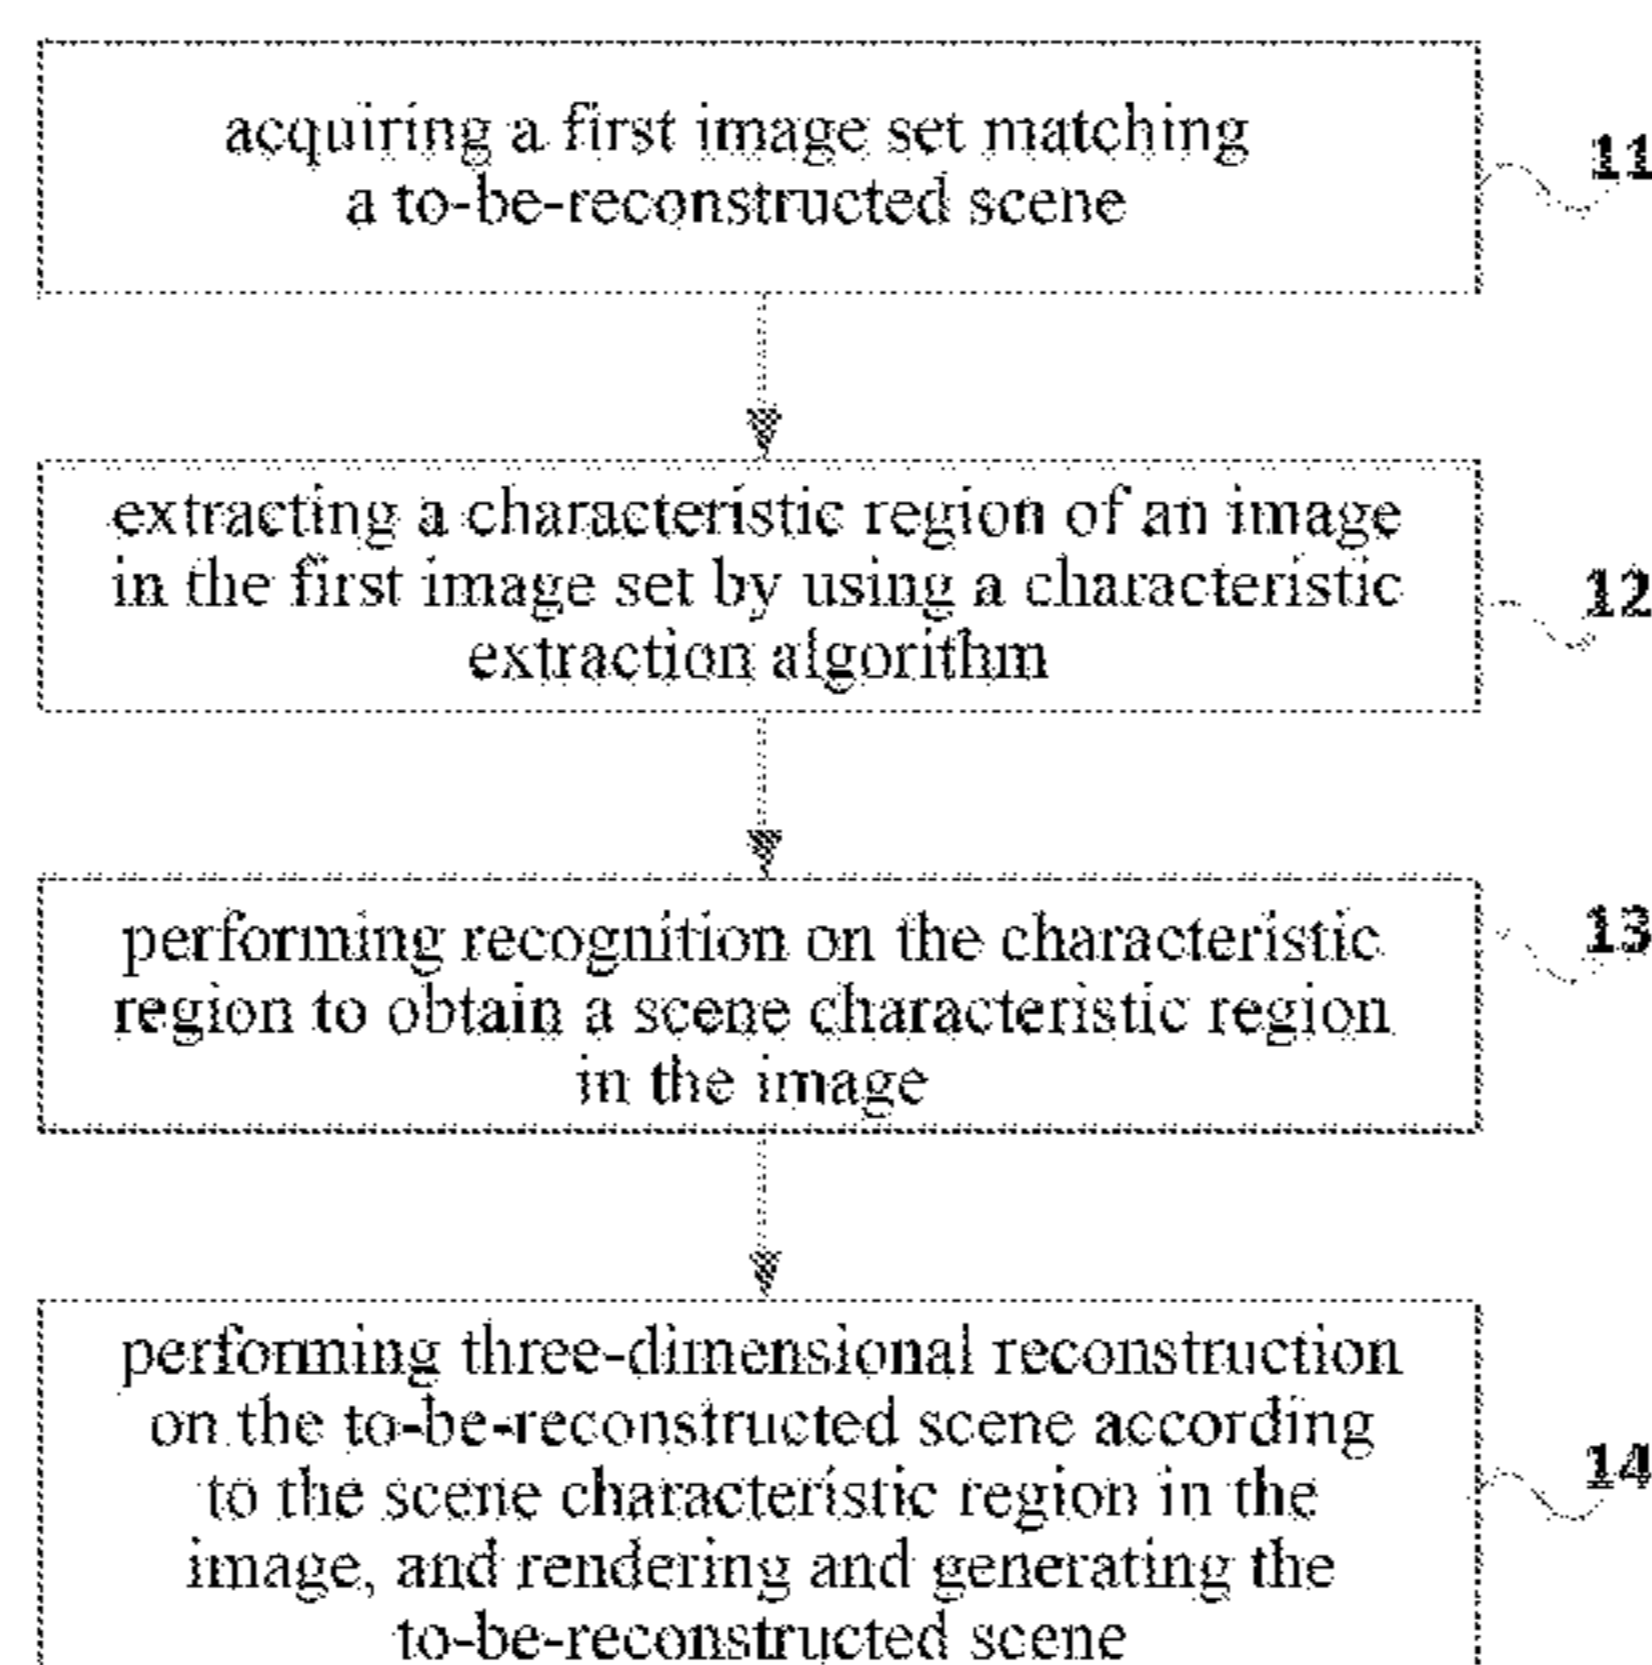 acquiring a first image set matching
a to-be-reconstructed scene
11
extracting a characteristic region of an image
in the first image set by using a characteristic
extraction algorithm
12
performing recognition on the characteristic
region to obtain a scene characteristic region
in the image
13
performing three-dimensional reconstruction
on the to-be-reconstructed scene according
to the scene characteristic region in the
image, and rendering and generating the
to-be-reconstructed scene
14